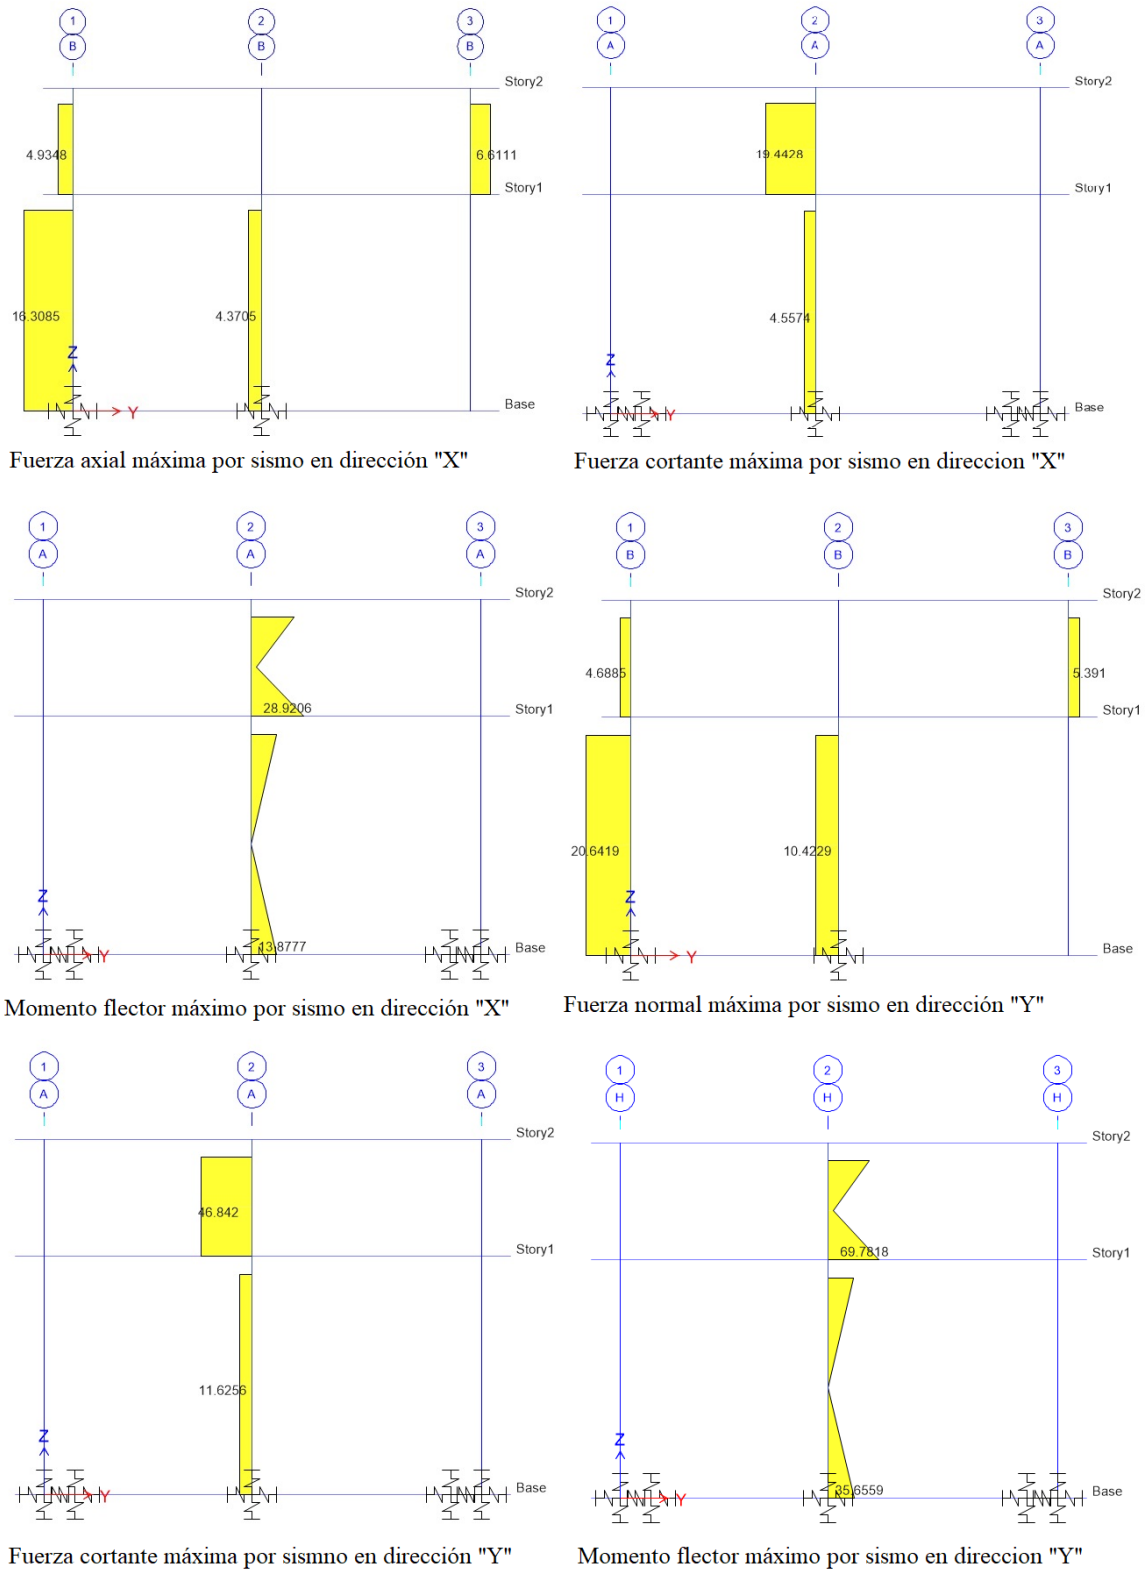 1 2 3
B B B
Story2
4.9348 6.6111
Story1
16.3085 4.3705
Z
Y Base
Fuerza axial máxima por sismo en dirección "X"
1 2 3
A A A
Story2
19.4428
Story1
4.5574
Z
Y Base
Fuerza cortante máxima por sismo en direccion "X"
1 2 3
A A A
Story2
28.9206 Story1
Z
13.8777
Y Base
Momento flector máximo por sismo en dirección "X"
1 2 3
B B B
Story2
4.6885 5.391
Story1
20.6419 10.4229
Z
Y Base
Fuerza normal máxima por sismo en dirección "Y"
1 2 3
A A A
Story2
46.842
Story1
11.6256
Z
Y Base
Fuerza cortante máxima por sismno en dirección "Y"
1 2 3
H H H
Story2
69.7818 Story1
Z
35.6559 Base
Y
Momento flector máximo por sismo en direccion "Y"